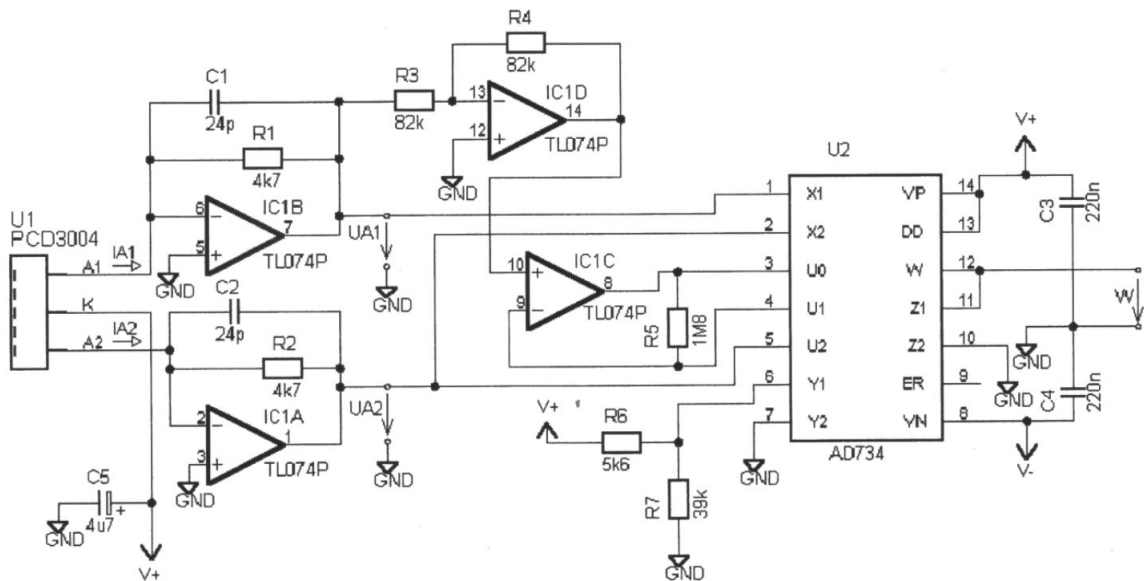 R4
82k
C1
24p
R3
82k
13
12
14
IC1D
TL074P
V+
R1
4k7
U2
1
X1
VP
14
C3
220n
U1
PCD3004
6
5
7
IC1B
TL074P
GND
UA1
2
X2
DD
13
A1
IA1
GND
10
9
8
IC1C
TL074P
3
U0
W
12
K
C2
24p
GND
R5
1M8
4
U1
Z1
11
W
A2
IA2
R2
4k7
5
U2
Z2
10
GND
GND
C4
220n
UA2
6
Y1
ER
9
2
3
1
IC1A
TL074P
GND
GND
V+
R6
5k6
7
Y2
VN
8
GND
AD734
V-
C5
4u7
+
GND
R7
39k
GND
V+